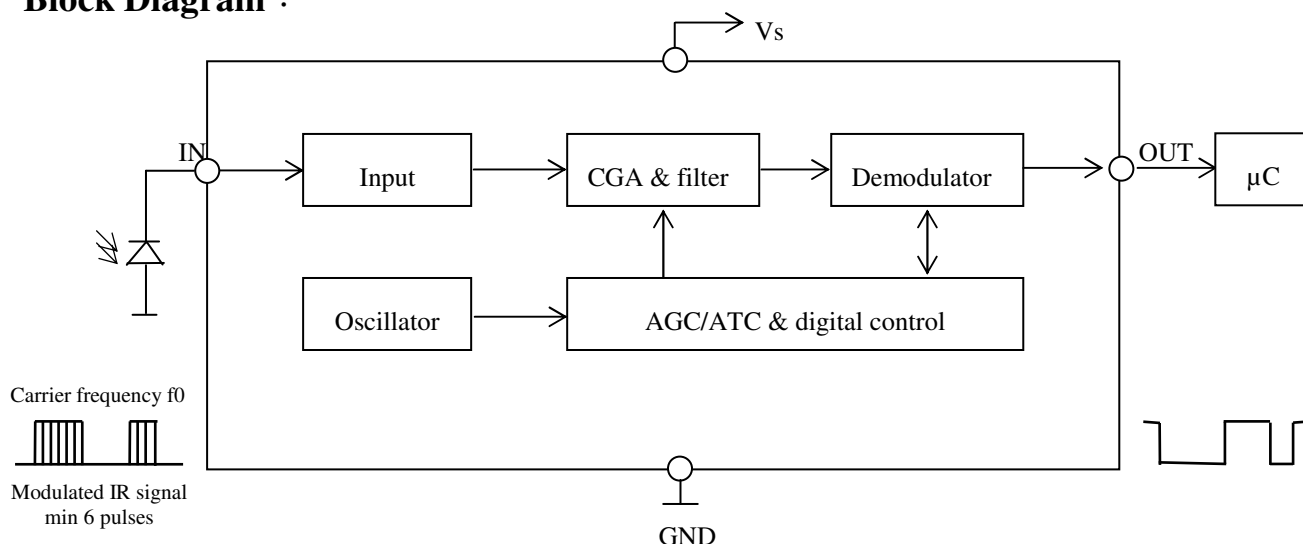 Block Diagram :
Vs
IN
Input
CGA & filter
Demodulator
OUT
µC
Oscillator
AGC/ATC & digital control
Carrier frequency f0
Modulated IR signal
min 6 pulses
GND